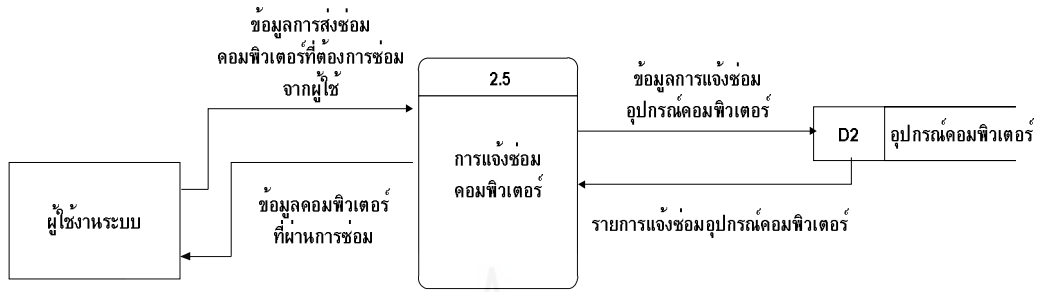 ข้อมูลการส่งซ่อม
คอมพิวเตอร์ที่ต้องการซ่อม
จากผู้ใช้
2.5
การแจ้งซ่อม
คอมพิวเตอร์
ข้อมูลการแจ้งซ่อม
อุปกรณ์คอมพิวเตอร์
D2
อุปกรณ์คอมพิวเตอร์
ผู้ใช้งานระบบ
ข้อมูลคอมพิวเตอร์
ที่ผ่านการซ่อม
รายการแจ้งซ่อมอุปกรณ์คอมพิวเตอร์